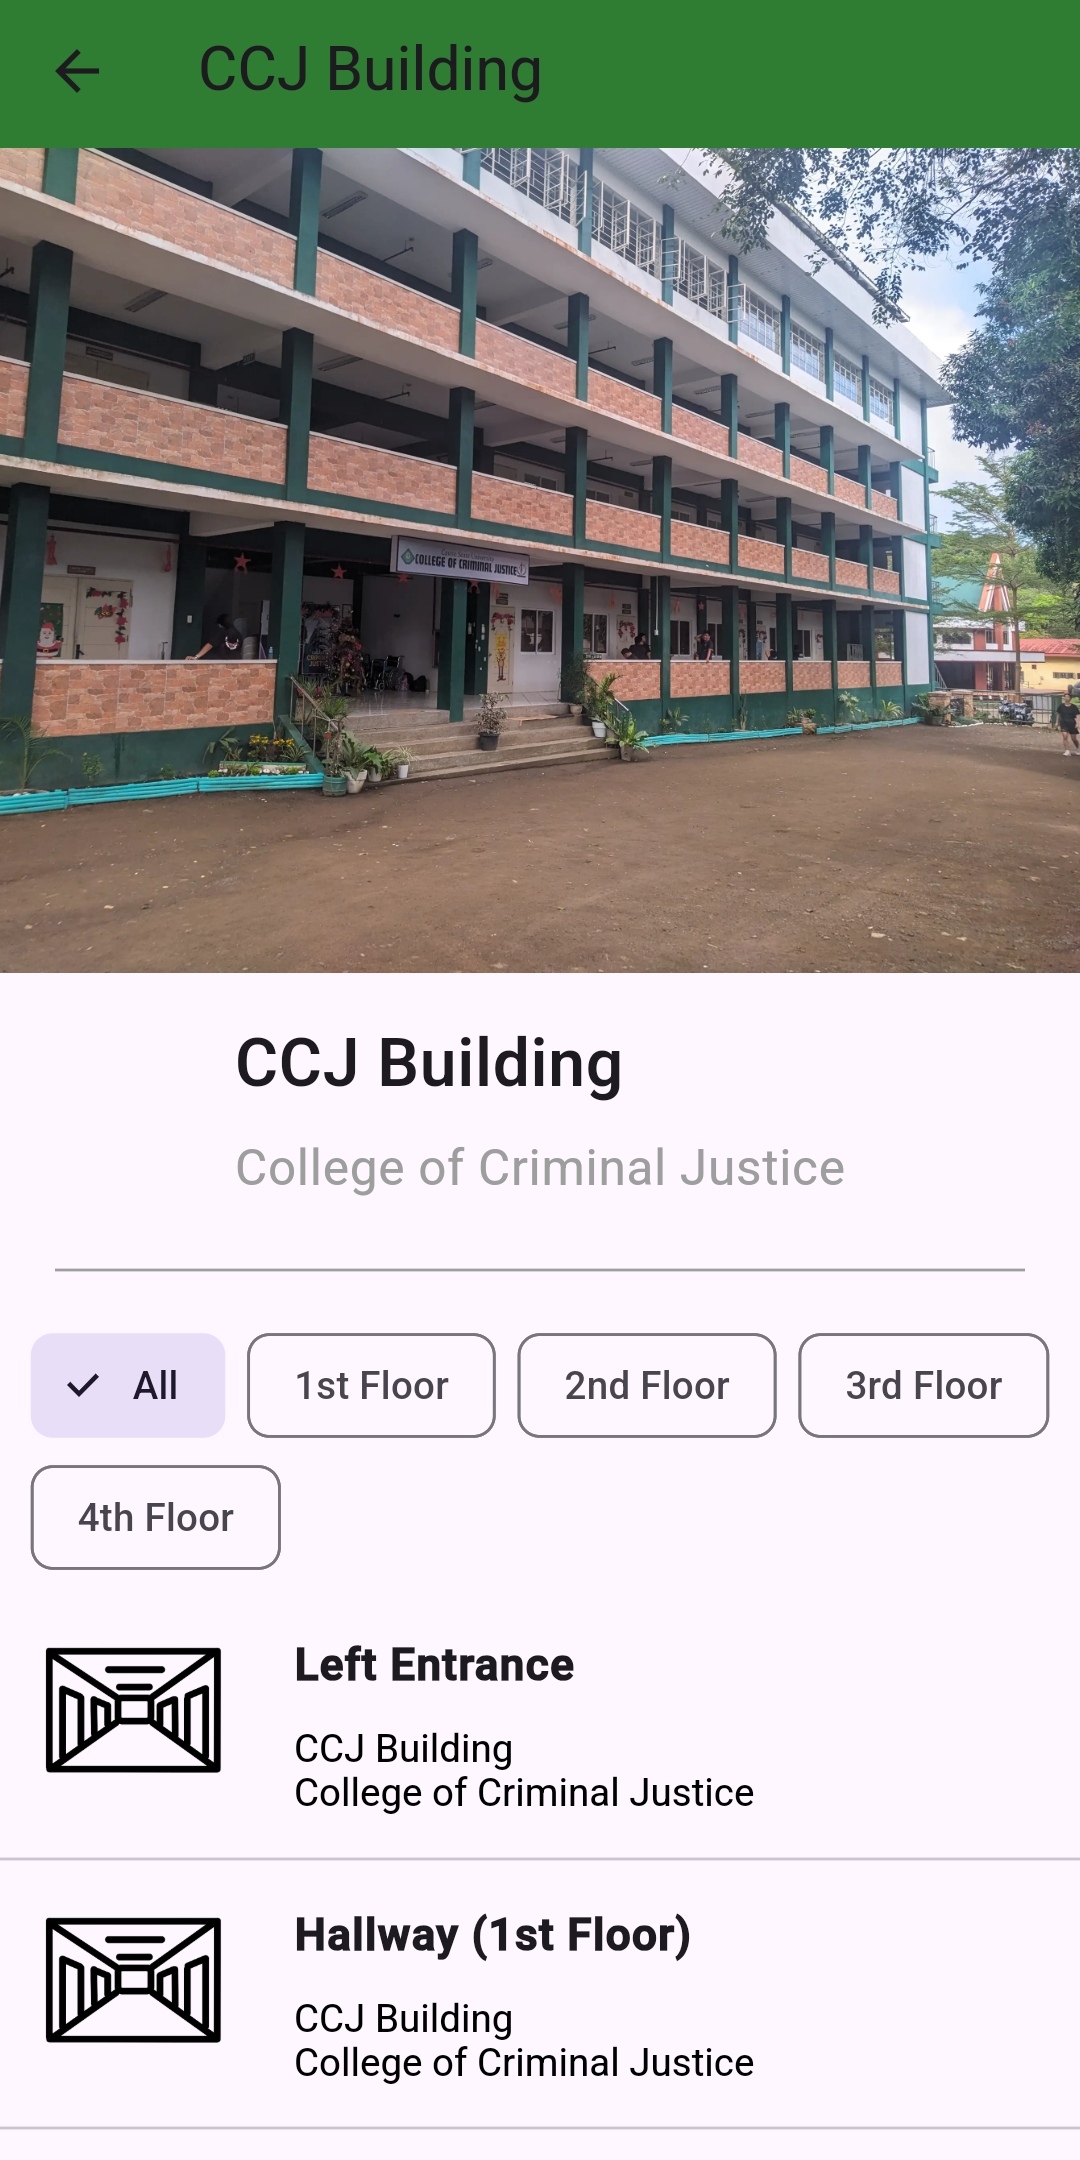 CCJ Building
COLLEGE OF CRIMINAL JUSTICE
CCJ Building
College of Criminal Justice
All
1st Floor
2nd Floor
3rd Floor
4th Floor
Left Entrance
CCJ Building
College of Criminal Justice
Hallway (1st Floor)
CCJ Building
College of Criminal Justice